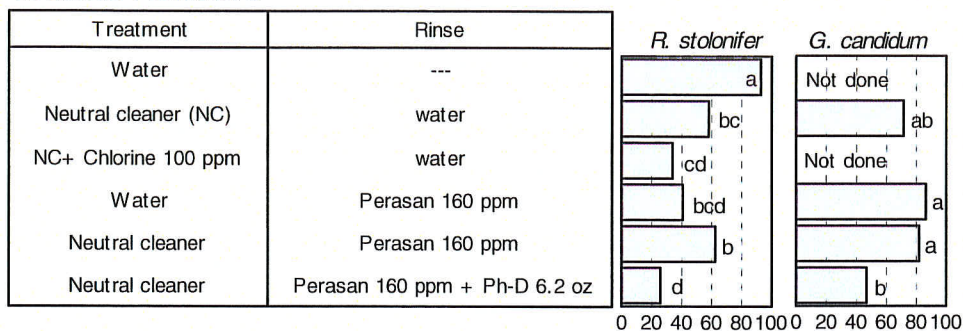 Treatment Rinse R. stolonifer G. candidum
Water --- a Not done
Neutral cleaner (NC) water bc ab
NC+ Chlorine 100 ppm water cd Not done
Water Perasan 160 ppm bcd a
Neutral cleaner Perasan 160 ppm b a
Neutral cleaner Perasan 160 ppm + Ph-D 6.2 oz d b
0 20 40 60 80 100 0 20 40 60 80 100